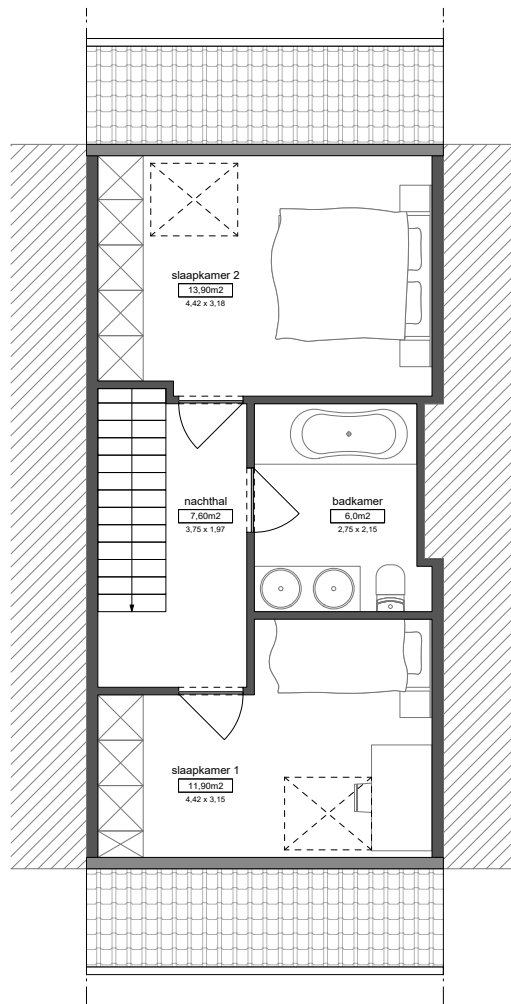 slaapkamer 2
13,90m2
4,42 x 3,18
nachthal
7,60m2
3,75 x 1,97
badkamer
6,0m2
2,75 x 2,15
slaapkamer 1
11,90m2
4,42 x 3,15